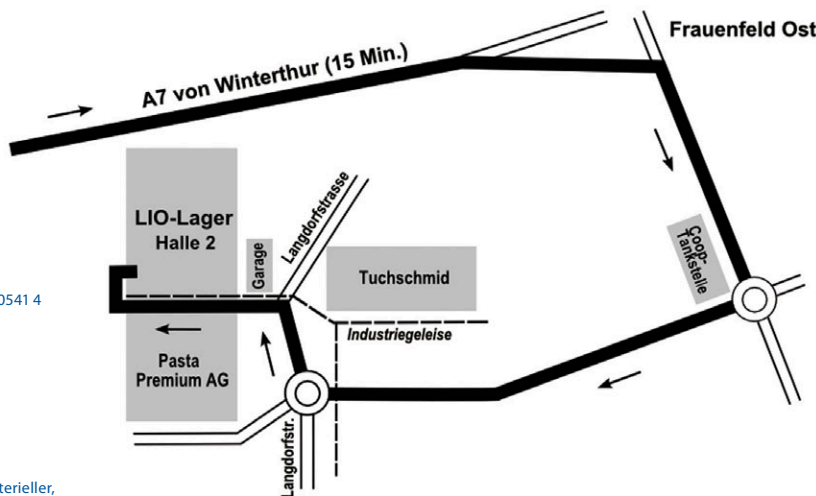 Frauenfeld Ost
A7 von Winterthur (15 Min.)
LIO-Lager
Halle 2
Garage
Langdorfstrasse
Tuchschmid
Coop-
Tankstelle
0541 4
Industriegeleise
Pasta
Premium AG
Langdorfstr.
terieller,